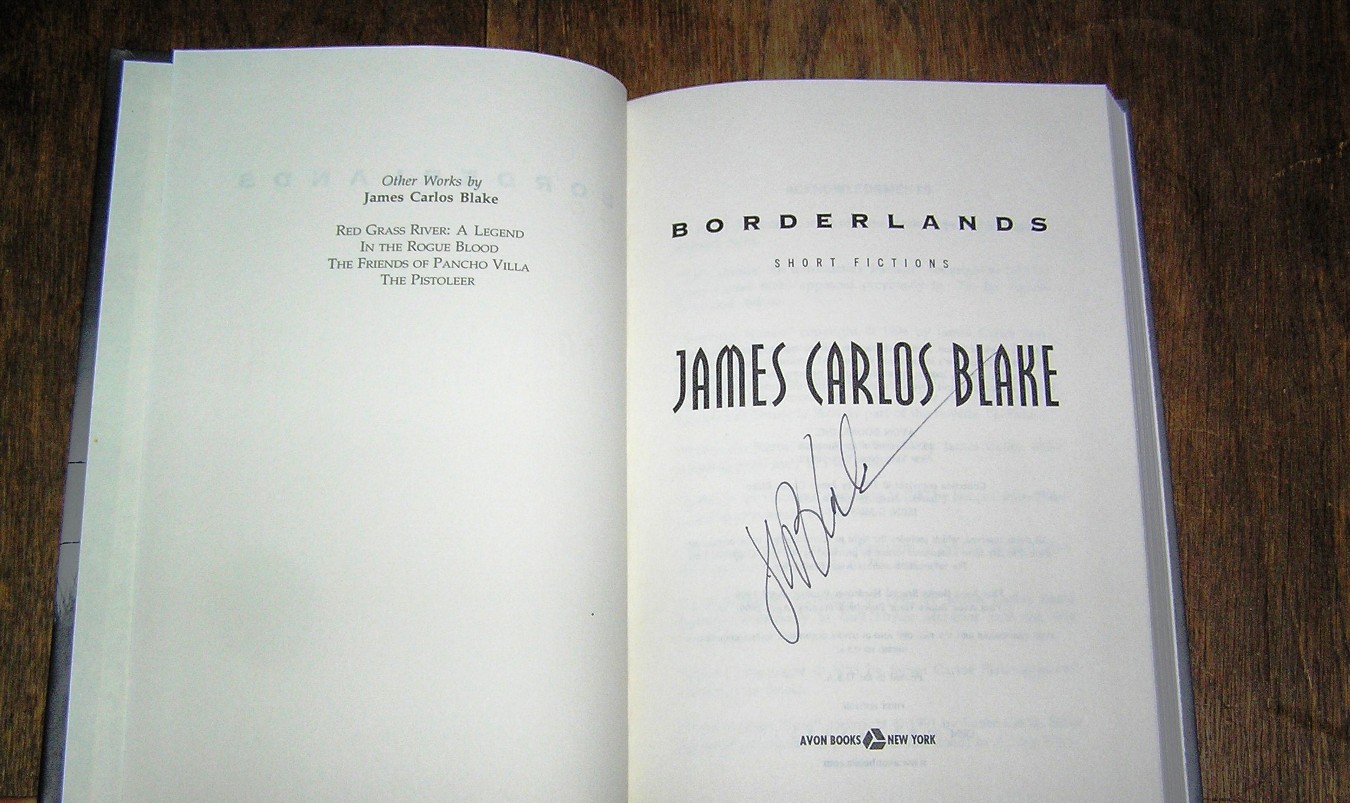 Other Works by
James Carlos Blake
RED GRASS RIVER: A LEGEND
IN THE ROGUE BLOOD
THE FRIENDS OF PANCHO VILLA
THE PISTOLEER
BORDERLANDS
SHORT FICTIONS
JAMES CARLOS BLAKE
Blake
AVON BOOKS NEW YORK